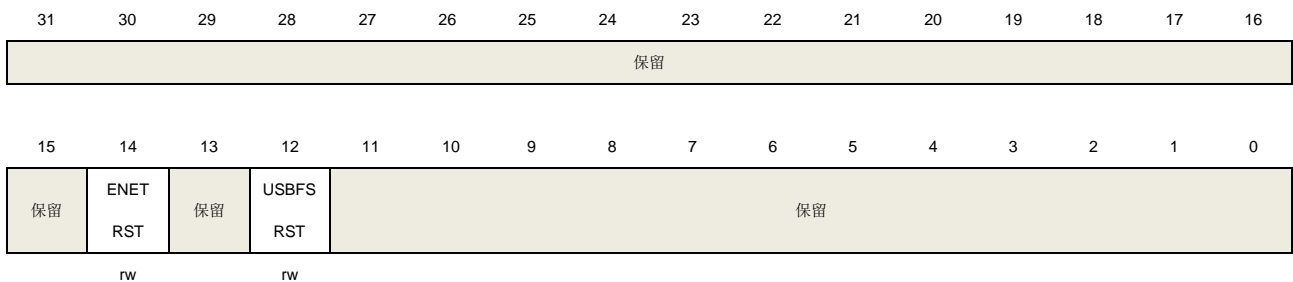 31 30 29 28 27 26 25 24 23 22 21 20 19 18 17 16
保留
15 14 13 12 11 10 9 8 7 6 5 4 3 2 1 0
保留 ENET RST 保留 USBFS RST 保留
rw rw